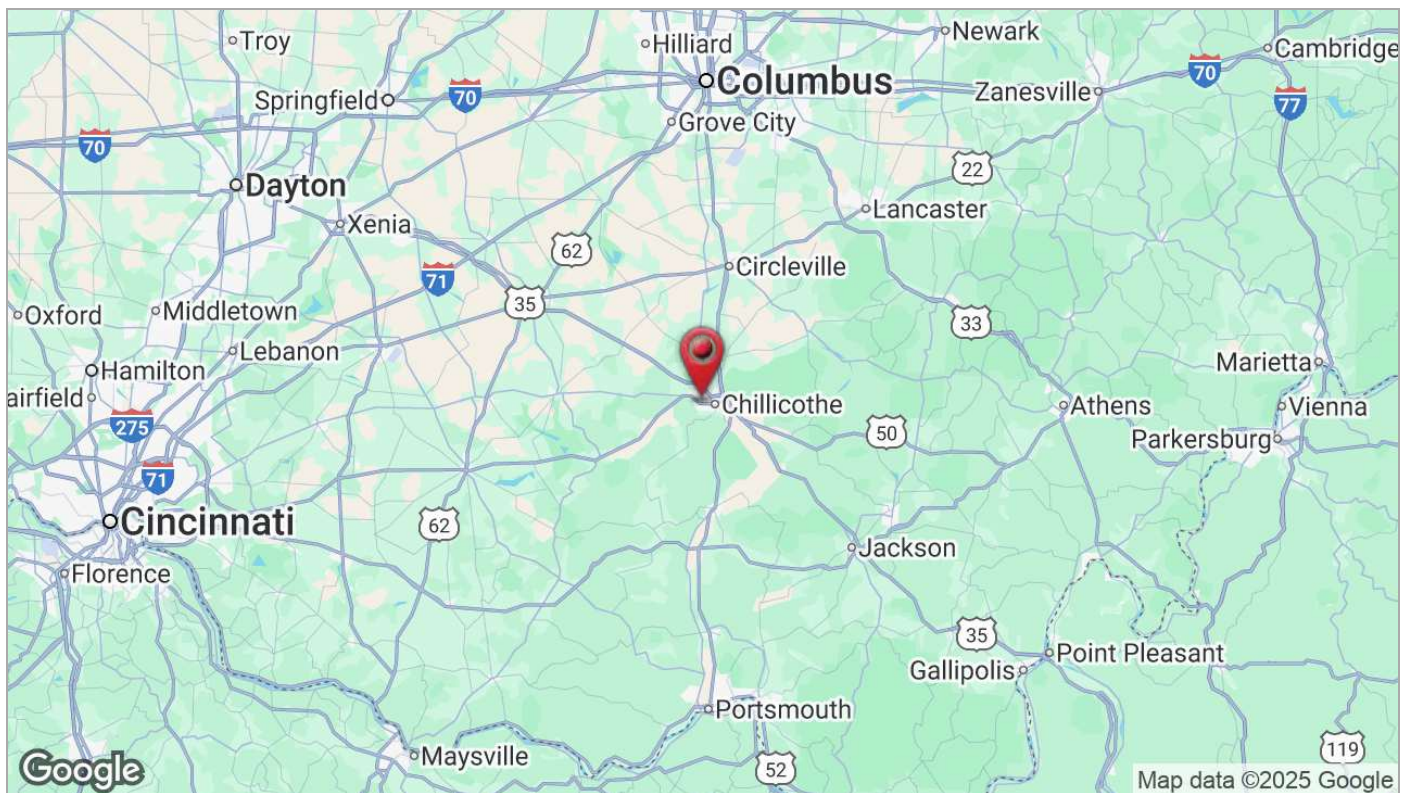 Troy
Hilliard
Newark
Cambridge
Columbus
Springfield
70
Zanesville
70
77
Grove City
70
Dayton
22
Xenia
Lancaster
62
Circleville
71
35
Oxford
Middletown
33
Lebanon
Marietta
Hamilton
airfield
Chillicothe
Athens
Vienna
275
50
Parkersburg
71
Cincinnati
62
Jackson
Florence
35
Point Pleasant
Gallipolis
Portsmouth
Maysville
119
52
Google
Map data ©2025 Google